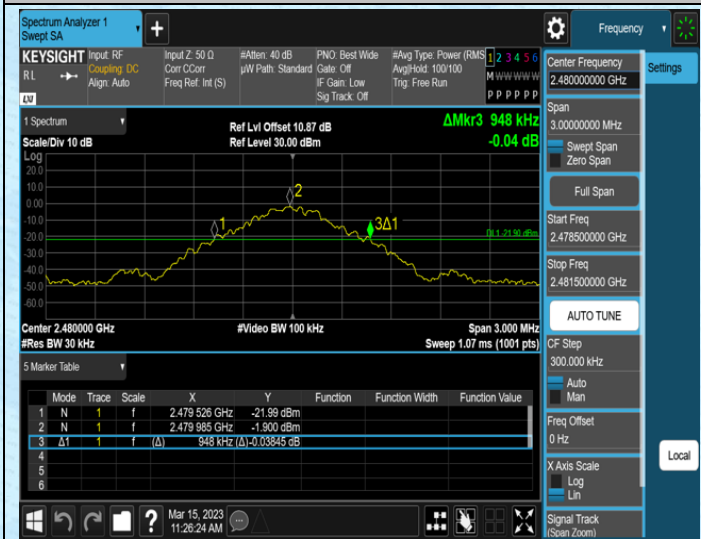 Spectrum Analyzer 1
Swept SA
+
Frequency
KEYSIGHT
RL
LXI
Input: RF
Coupling: DC
Align: Auto
Input Z: 50 Ω
Corr CCorr
Freq Ref: Int (S)
#Atten: 40 dB
µW Path: Standard
PNO: Best Wide
Gate: Off
IF Gain: Low
Sig Track: Off
#Avg Type: Power (RMS
Avg|Hold: 100/100
Trig: Free Run
1 2 3 4 5 6
M W W W W W
P P P P P P
1 Spectrum
Scale/Div 10 dB
Ref Lvl Offset 10.87 dB
Ref Level 30.00 dBm
ΔMkr3 948 kHz
-0.04 dB
Log
20.0
10.0
0.00
-10.0
-20.0
-30.0
-40.0
-50.0
-60.0
2
1
3Δ1
DL1 -21.90 dBm
Center 2.480000 GHz
#Res BW 30 kHz
#Video BW 100 kHz
Span 3.000 MHz
Sweep 1.07 ms (1001 pts)
5 Marker Table
Mode Trace Scale X Y Function Function Width Function Value
1 N 1 f 2.479 526 GHz -21.99 dBm
2 N 1 f 2.479 985 GHz -1.900 dBm
3 Δ1 1 f (Δ) 948 kHz (Δ) -0.03845 dB
4
5
6
?
Mar 15, 2023
11:26:24 AM
Center Frequency
2.480000000 GHz
Span
3.00000000 MHz
Swept Span
Zero Span
Full Span
Start Freq
2.478500000 GHz
Stop Freq
2.481500000 GHz
AUTO TUNE
CF Step
300.000 kHz
Auto
Man
Freq Offset
0 Hz
X Axis Scale
Log
Lin
Signal Track
(Span Zoom)
Settings
Local